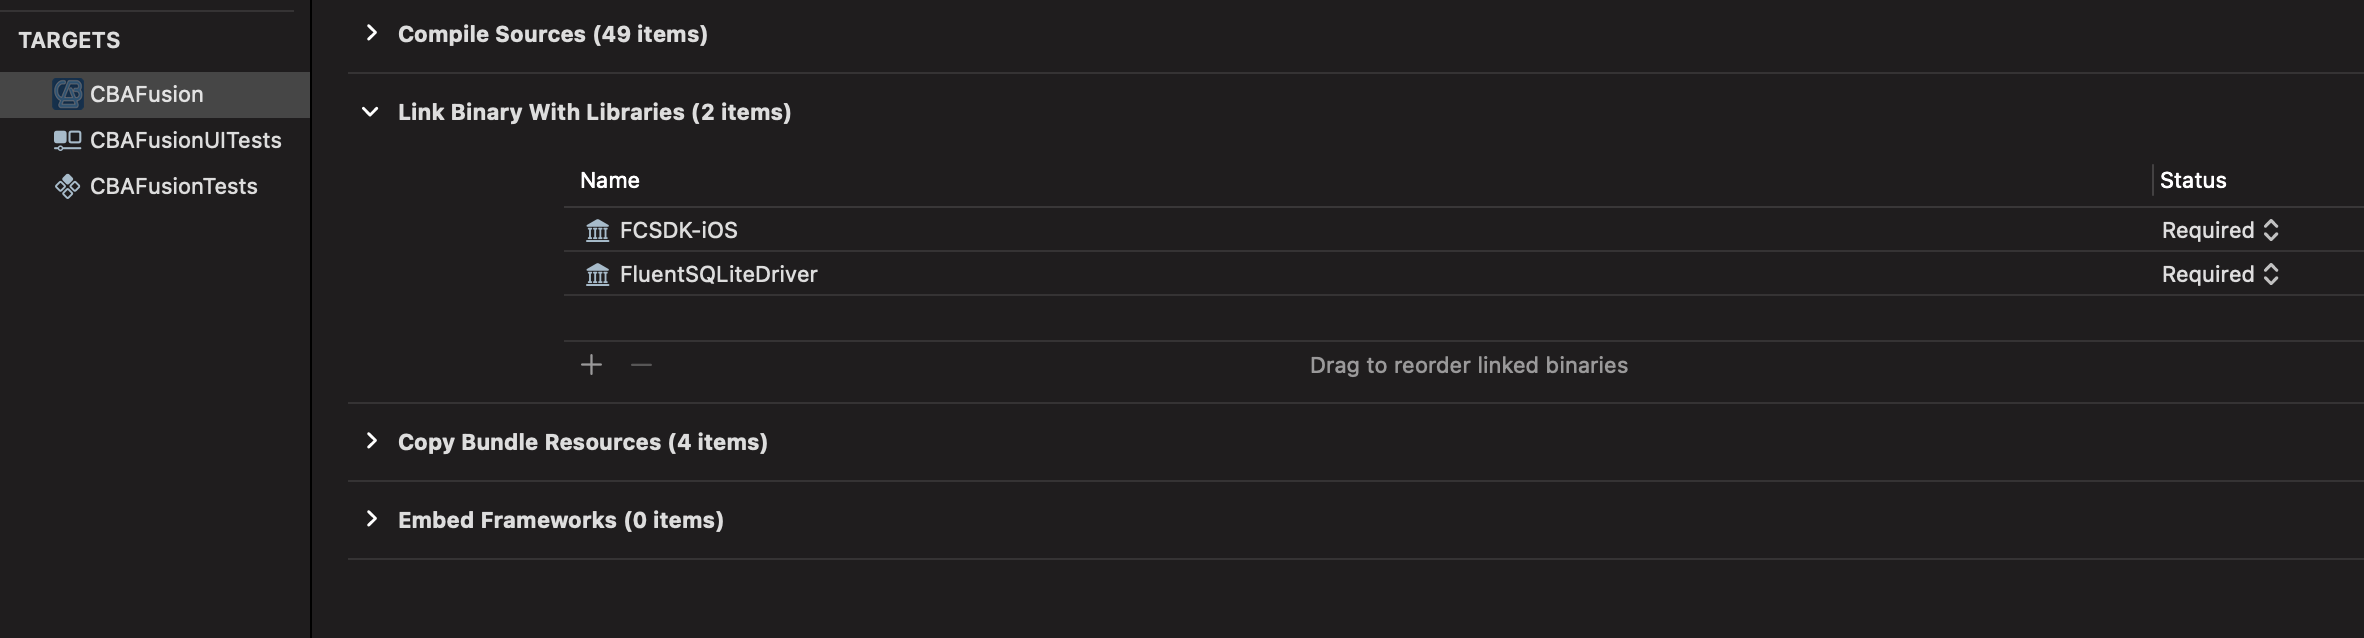 TARGETS
CBAFusion
CBAFusionUITests
CBAFusionTests
Compile Sources (49 items)
Link Binary With Libraries (2 items)
Name Status
FCSDK-iOS Required
FluentSQLiteDriver Required
Drag to reorder linked binaries
Copy Bundle Resources (4 items)
Embed Frameworks (0 items)